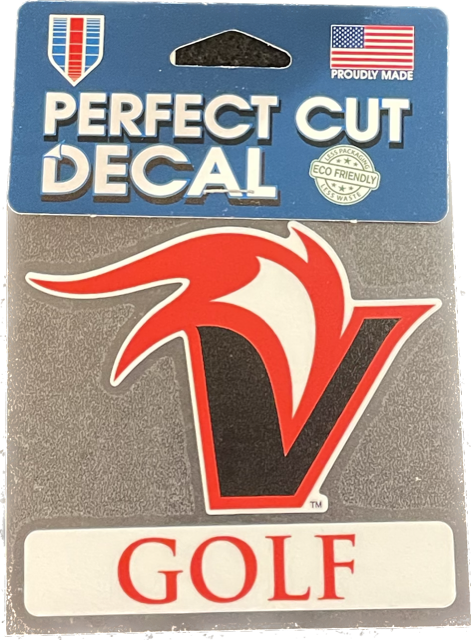 PROUDLY MADE
PERFECT CUT
DECAL
LESS PACKAGING
ECO FRIENDLY
LESS WASTE
V
TM
GOLF